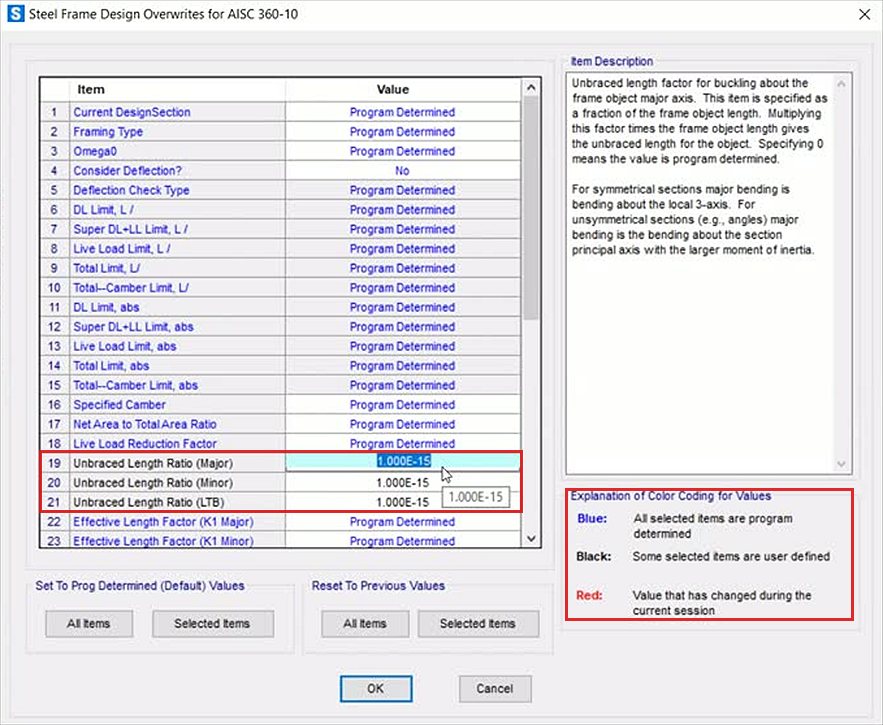 S Steel Frame Design Overwrites for AISC 360-10
Item Value
1 Current DesignSection Program Determined
2 Framing Type Program Determined
3 Omega0 Program Determined
4 Consider Deflection? No
5 Deflection Check Type Program Determined
6 DL Limit, L / Program Determined
7 Super DL+LL Limit, L / Program Determined
8 Live Load Limit, L / Program Determined
9 Total Limit, L/ Program Determined
10 Total--Camber Limit, L/ Program Determined
11 DL Limit, abs Program Determined
12 Super DL+LL Limit, abs Program Determined
13 Live Load Limit, abs Program Determined
14 Total Limit, abs Program Determined
15 Total--Camber Limit, abs Program Determined
16 Specified Camber Program Determined
17 Net Area to Total Area Ratio Program Determined
18 Live Load Reduction Factor Program Determined
19 Unbraced Length Ratio (Major) 1.000E-15
20 Unbraced Length Ratio (Minor) 1.000E-15
21 Unbraced Length Ratio (LTB) 1.000E-15
1.000E-15
22 Effective Length Factor (K1 Major) Program Determined
23 Effective Length Factor (K1 Minor) Program Determined
Item Description
Unbraced length factor for buckling about the
frame object major axis. This item is specified as
a fraction of the frame object length. Multiplying
this factor times the frame object length gives
the unbraced length for the object. Specifying 0
means the value is program determined.
For symmetrical sections major bending is
bending about the local 3-axis. For
unsymmetrical sections (e.g., angles) major
bending is the bending about the section
principal axis with the larger moment of inertia.
Explanation of Color Coding for Values
Blue: All selected items are program
determined
Black: Some selected items are user defined
Red: Value that has changed during the
current session
Set To Prog Determined (Default) Values
All Items Selected Items
Reset To Previous Values
All Items Selected Items
OK Cancel